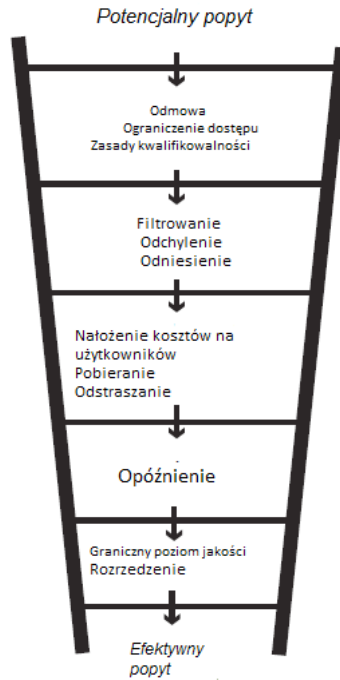 Potencjalny popyt
Odmowa
Ograniczenie dostępu
Zasady kwalifikowalności
Filtrowanie
Odchylenie
Odniesienie
Nałożenie kosztów na
użytkowników
Pobieranie
Odstraszanie
Opóźnienie
Graniczny poziom jakości
Rozrzedzenie
Efektywny
popyt